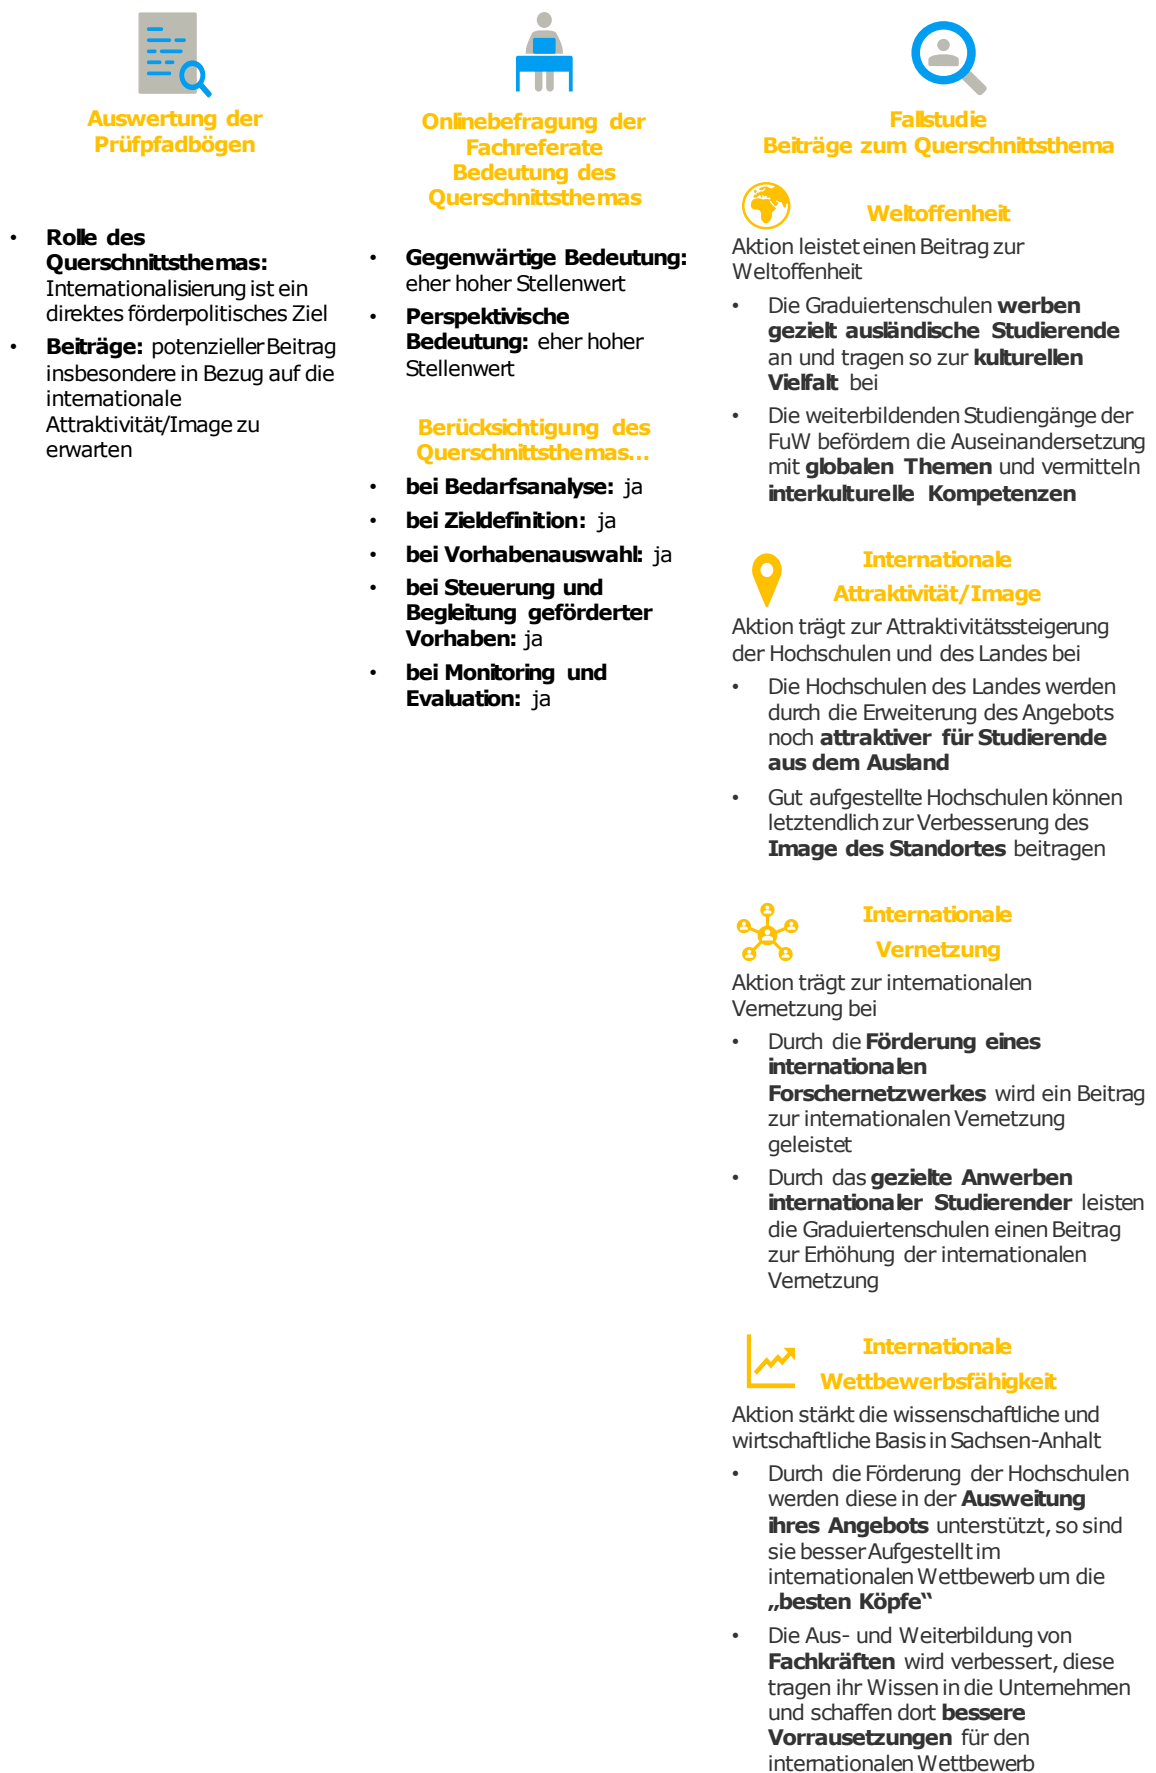 Auswertung der
Prüfpfadbögen
• Rolle des
Querschnittsthemas:
Internationalisierung ist ein
direktes förderpolitisches Ziel
• Beiträge: potenzieller Beitrag
insbesondere in Bezug auf die
internationale
Attraktivität/Image zu
erwarten
Onlinebefragung der
Fachreferate
Bedeutung des
Querschnittsthemas
• Gegenwärtige Bedeutung:
eher hoher Stellenwert
• Perspektivische
Bedeutung: eher hoher
Stellenwert
Berücksichtigung des
Querschnittsthemas...
• bei Bedarfsanalyse: ja
• bei Zieldefinition: ja
• bei Vorhabenauswahl: ja
• bei Steuerung und
Begleitung geförderter
Vorhaben: ja
• bei Monitoring und
Evaluation: ja
Fallstudie
Beiträge zum Querschnittsthema
Weltoffenheit
Aktion leistet einen Beitrag zur
Weltoffenheit
• Die Graduiertenschulen werben
gezielt ausländische Studierende
an und tragen so zur kulturellen
Vielfalt bei
• Die weiterbildenden Studiengänge der
FuW befördern die Auseinandersetzung
mit globalen Themen und vermitteln
interkulturelle Kompetenzen
Internationale
Attraktivität/Image
Aktion trägt zur Attraktivitätssteigerung
der Hochschulen und des Landes bei
• Die Hochschulen des Landes werden
durch die Erweiterung des Angebots
noch attraktiver für Studierende
aus dem Ausland
• Gut aufgestellte Hochschulen können
letztendlich zur Verbesserung des
Image des Standortes beitragen
Internationale
Vernetzung
Aktion trägt zur internationalen
Vernetzung bei
• Durch die Förderung eines
internationalen
Forschernetzwerkes wird ein Beitrag
zur internationalen Vernetzung
geleistet
• Durch das gezielte Anwerben
internationaler Studierender leisten
die Graduiertenschulen einen Beitrag
zur Erhöhung der internationalen
Vernetzung
Internationale
Wettbewerbsfähigkeit
Aktion stärkt die wissenschaftliche und
wirtschaftliche Basis in Sachsen-Anhalt
• Durch die Förderung der Hochschulen
werden diese in der Ausweitung
ihres Angebots unterstützt, so sind
sie besser Aufgestellt im
internationalen Wettbewerb um die
„besten Köpfe“
• Die Aus- und Weiterbildung von
Fachkräften wird verbessert, diese
tragen ihr Wissen in die Unternehmen
und schaffen dort bessere
Vorrausetzungen für den
internationalen Wettbewerb